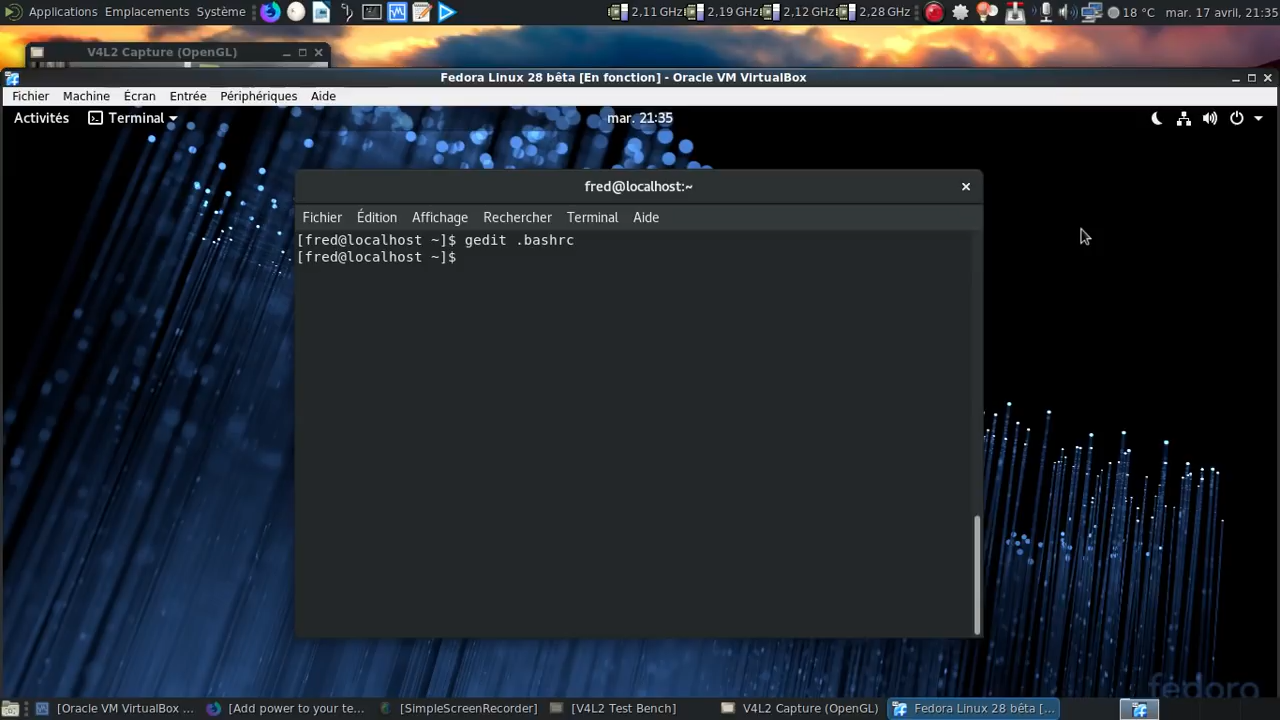 Applications Emplacements Système 2,11 GHz 2,19 GHz 2,12 GHz 2,28 GHz 18 °C mar. 17 avril, 21:35
V4L2 Capture (OpenGL)
Fedora Linux 28 bêta [En fonction] - Oracle VM VirtualBox
Fichier Machine Écran Entrée Périphériques Aide
Activités Terminal mar. 21:35
fred@localhost:~
Fichier Édition Affichage Rechercher Terminal Aide
[fred@localhost ~]$ gedit .bashrc
[fred@localhost ~]$
fedora
[Oracle VM VirtualBox ... [Add power to your te... [SimpleScreenRecorder] [V4L2 Test Bench] V4L2 Capture (OpenGL) Fedora Linux 28 bêta [...